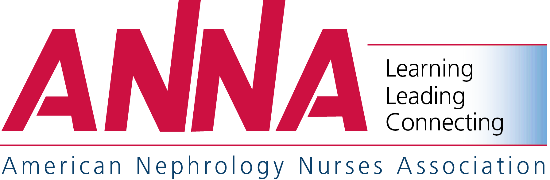 ANNA
Learning
Leading
Connecting
American Nephrology Nurses Association